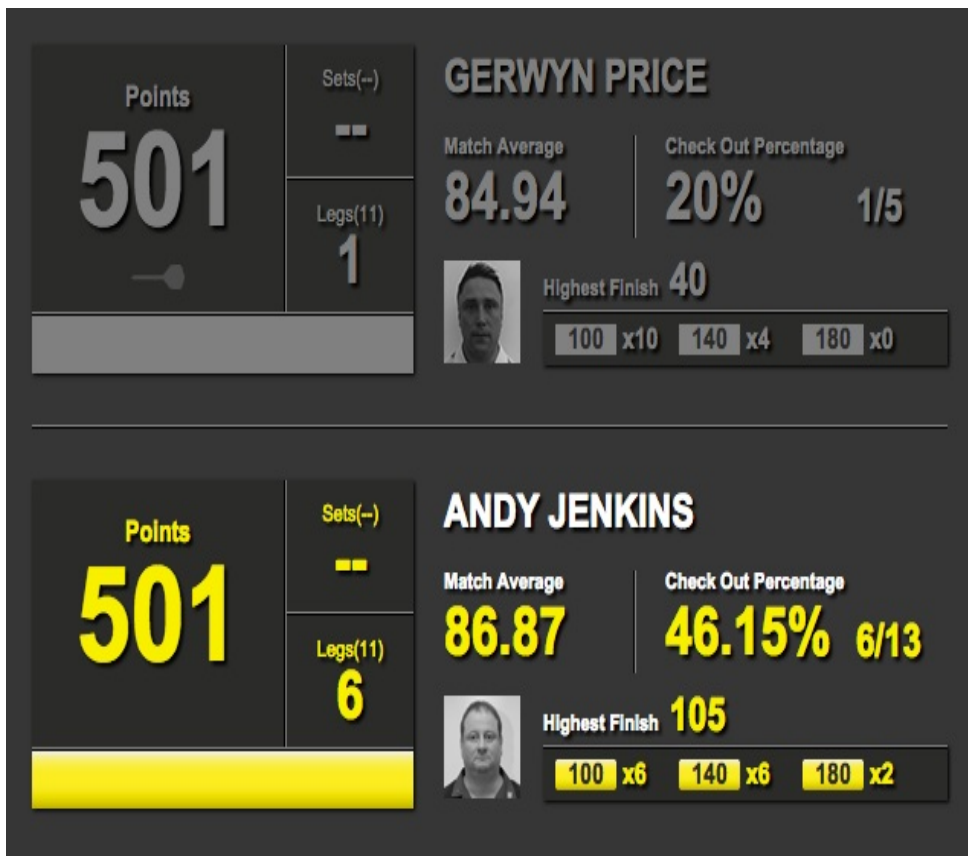 GERWYN PRICE
Points
501
Sets(--)
--
Legs(11)
1
Match Average
84.94
Check Out Percentage
20% 1/5
Highest Finish 40
100 x10 140 x4 180 x0
ANDY JENKINS
Points
501
Sets(--)
--
Legs(11)
6
Match Average
86.87
Check Out Percentage
46.15% 6/13
Highest Finish 105
100 x6 140 x6 180 x2